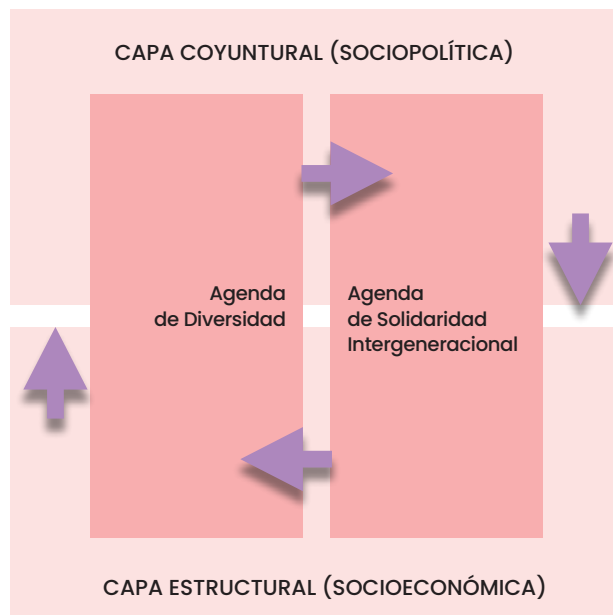 CAPA COYUNTURAL (SOCIOPOLÍTICA)
Agenda
de Diversidad
Agenda
de Solidaridad
Intergeneracional
CAPA ESTRUCTURAL (SOCIOECONÓMICA)